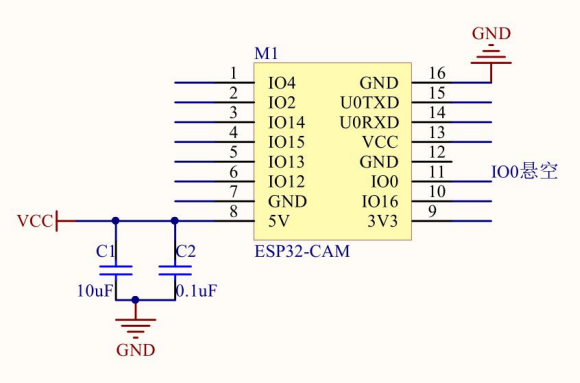 GND
M1
1 IO4 GND 16
2 IO2 U0TXD 15
3 IO14 U0RXD 14
4 IO15 VCC 13
5 IO13 GND 12
6 IO12 IO0 11 IO0悬空
7 GND IO16 10
VCC 8 5V 3V3 9
C1 C2 ESP32-CAM
10uF 0.1uF
GND